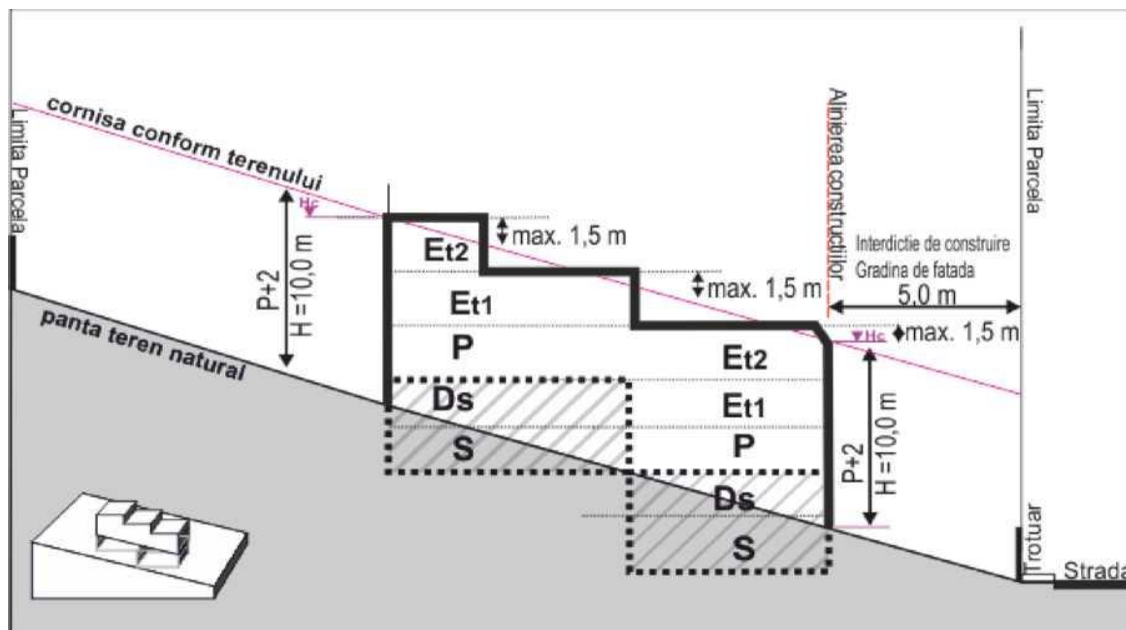 cornisa conform terenului
Limita Parcela
Hc
P+2
H =10,0 m
panta teren natural
Et2
Et1
P
Ds
S
max. 1,5 m
max. 1,5 m
Alinierea constructiilor
Limita Parcela
Interdictie de construire
Gradina de fatada
5,0 m
max. 1,5 m
Hc
Et2
Et1
P
Ds
S
P+2
H =10,0 m
Trotuar
Strada